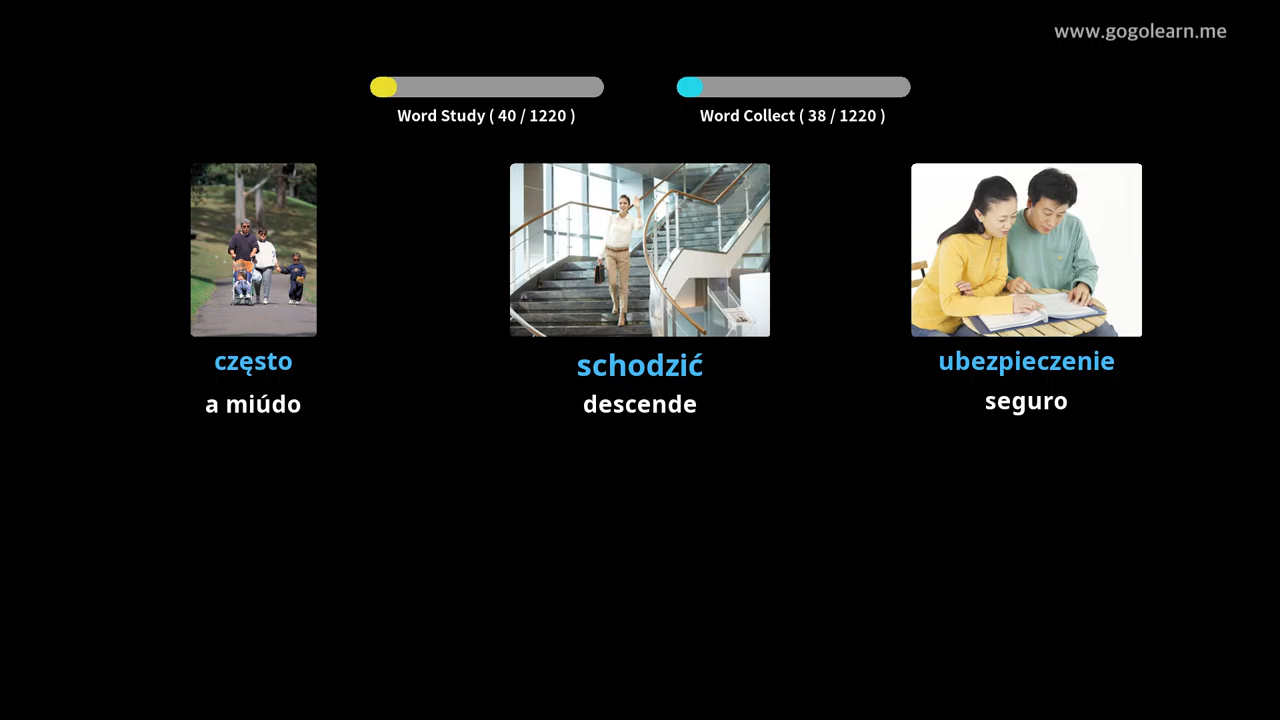 www.gogolearn.me
Word Study ( 40 / 1220 )
Word Collect ( 38 / 1220 )
często
schodzić
ubezpieczenie
a miúdo
descende
seguro